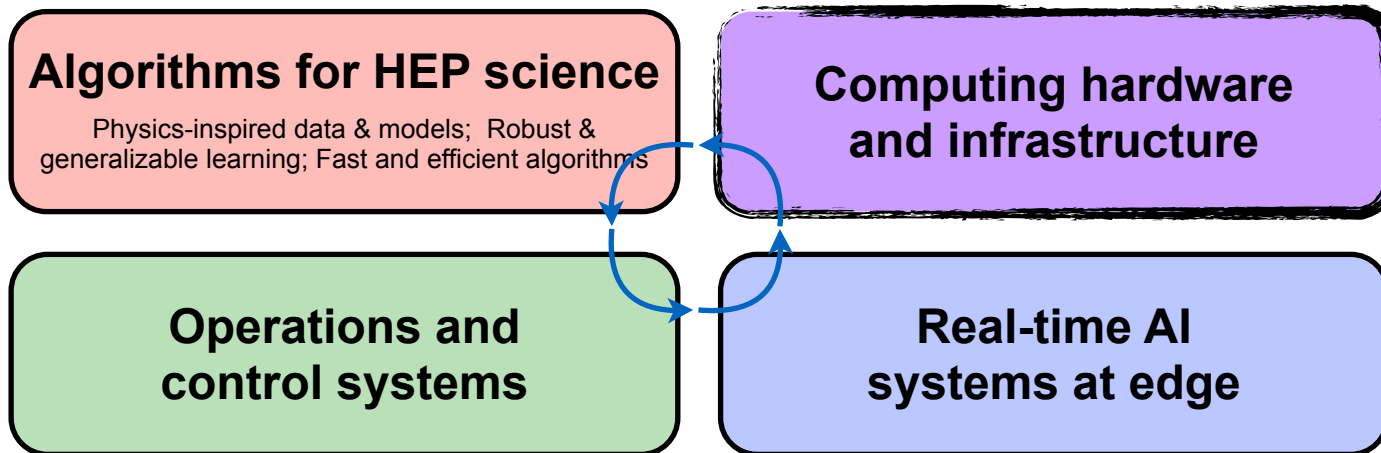 Algorithms for HEP science
Physics-inspired data & models;  Robust &
generalizable learning; Fast and efficient algorithms
Computing hardware
and infrastructure
Operations and
control systems
Real-time AI
systems at edge